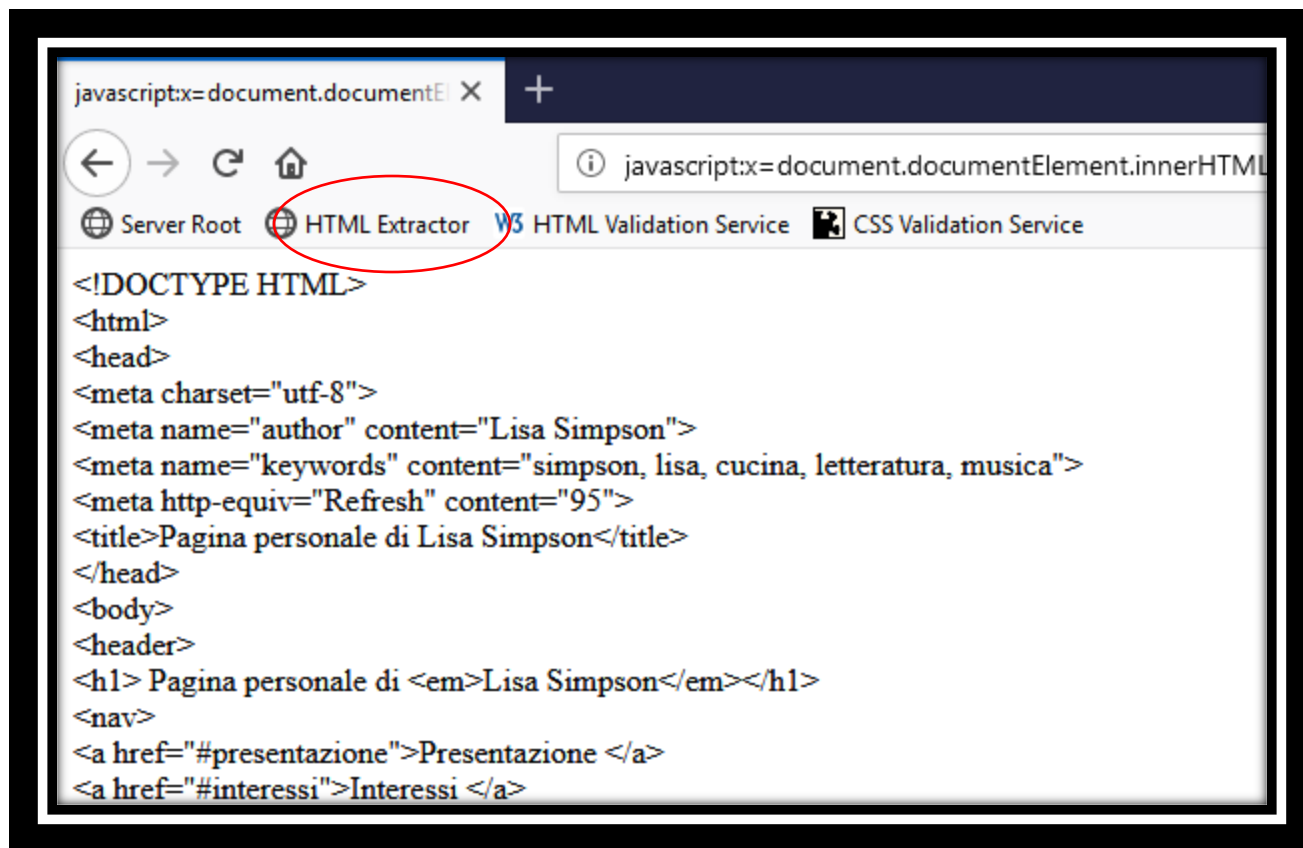 javascript:x=documents.documentE
javascript:x=document.documentElement.innerHTML
Server Root HTML Extractor W3 HTML Validation Service CSS Validation Service
<!DOCTYPE HTML>
<html>
<head>
<meta charset="utf-8">
<meta name="author" content="Lisa Simpson">
<meta name="keywords" content="simpson, lisa, cucina, letteratura, musica">
<meta http-equiv="Refresh" content="95">
<title>Pagina personale di Lisa Simpson</title>
</head>
<body>
<header>
<h1> Pagina personale di <em>Lisa Simpson</em></h1>
<nav>
<a href="#presentazione">Presentazione </a>
<a href="#interessi">Interessi </a>